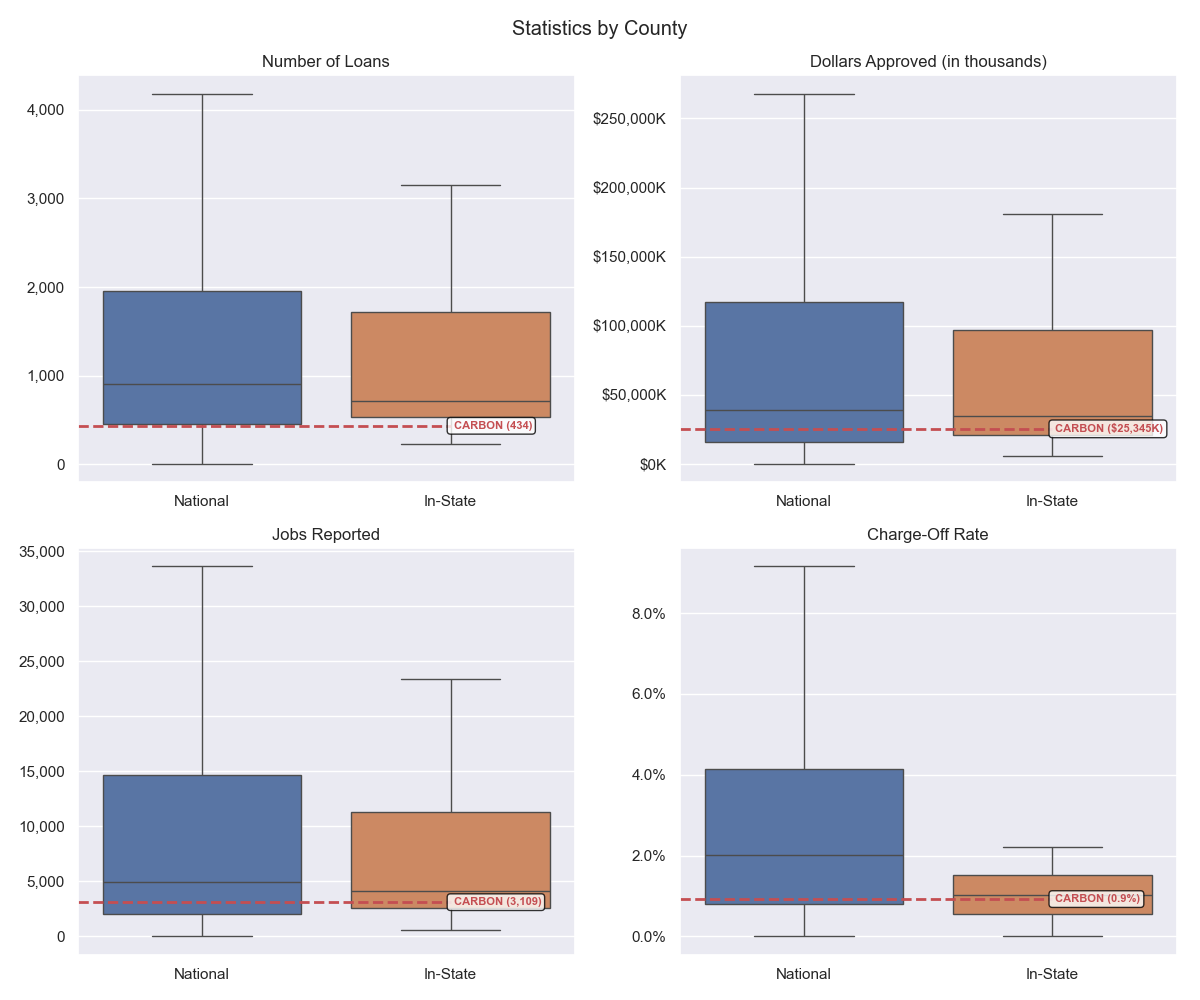 Statistics by County
Number of Loans
4,000
3,000
2,000
1,000
0
CARBON (434)
National
In-State
Dollars Approved (in thousands)
$250,000K
$200,000K
$150,000K
$100,000K
$50,000K
$0K
CARBON ($25,345K)
National
In-State
Jobs Reported
35,000
30,000
25,000
20,000
15,000
10,000
5,000
0
CARBON (3,109)
National
In-State
Charge-Off Rate
8.0%
6.0%
4.0%
2.0%
0.0%
CARBON (0.9%)
National
In-State